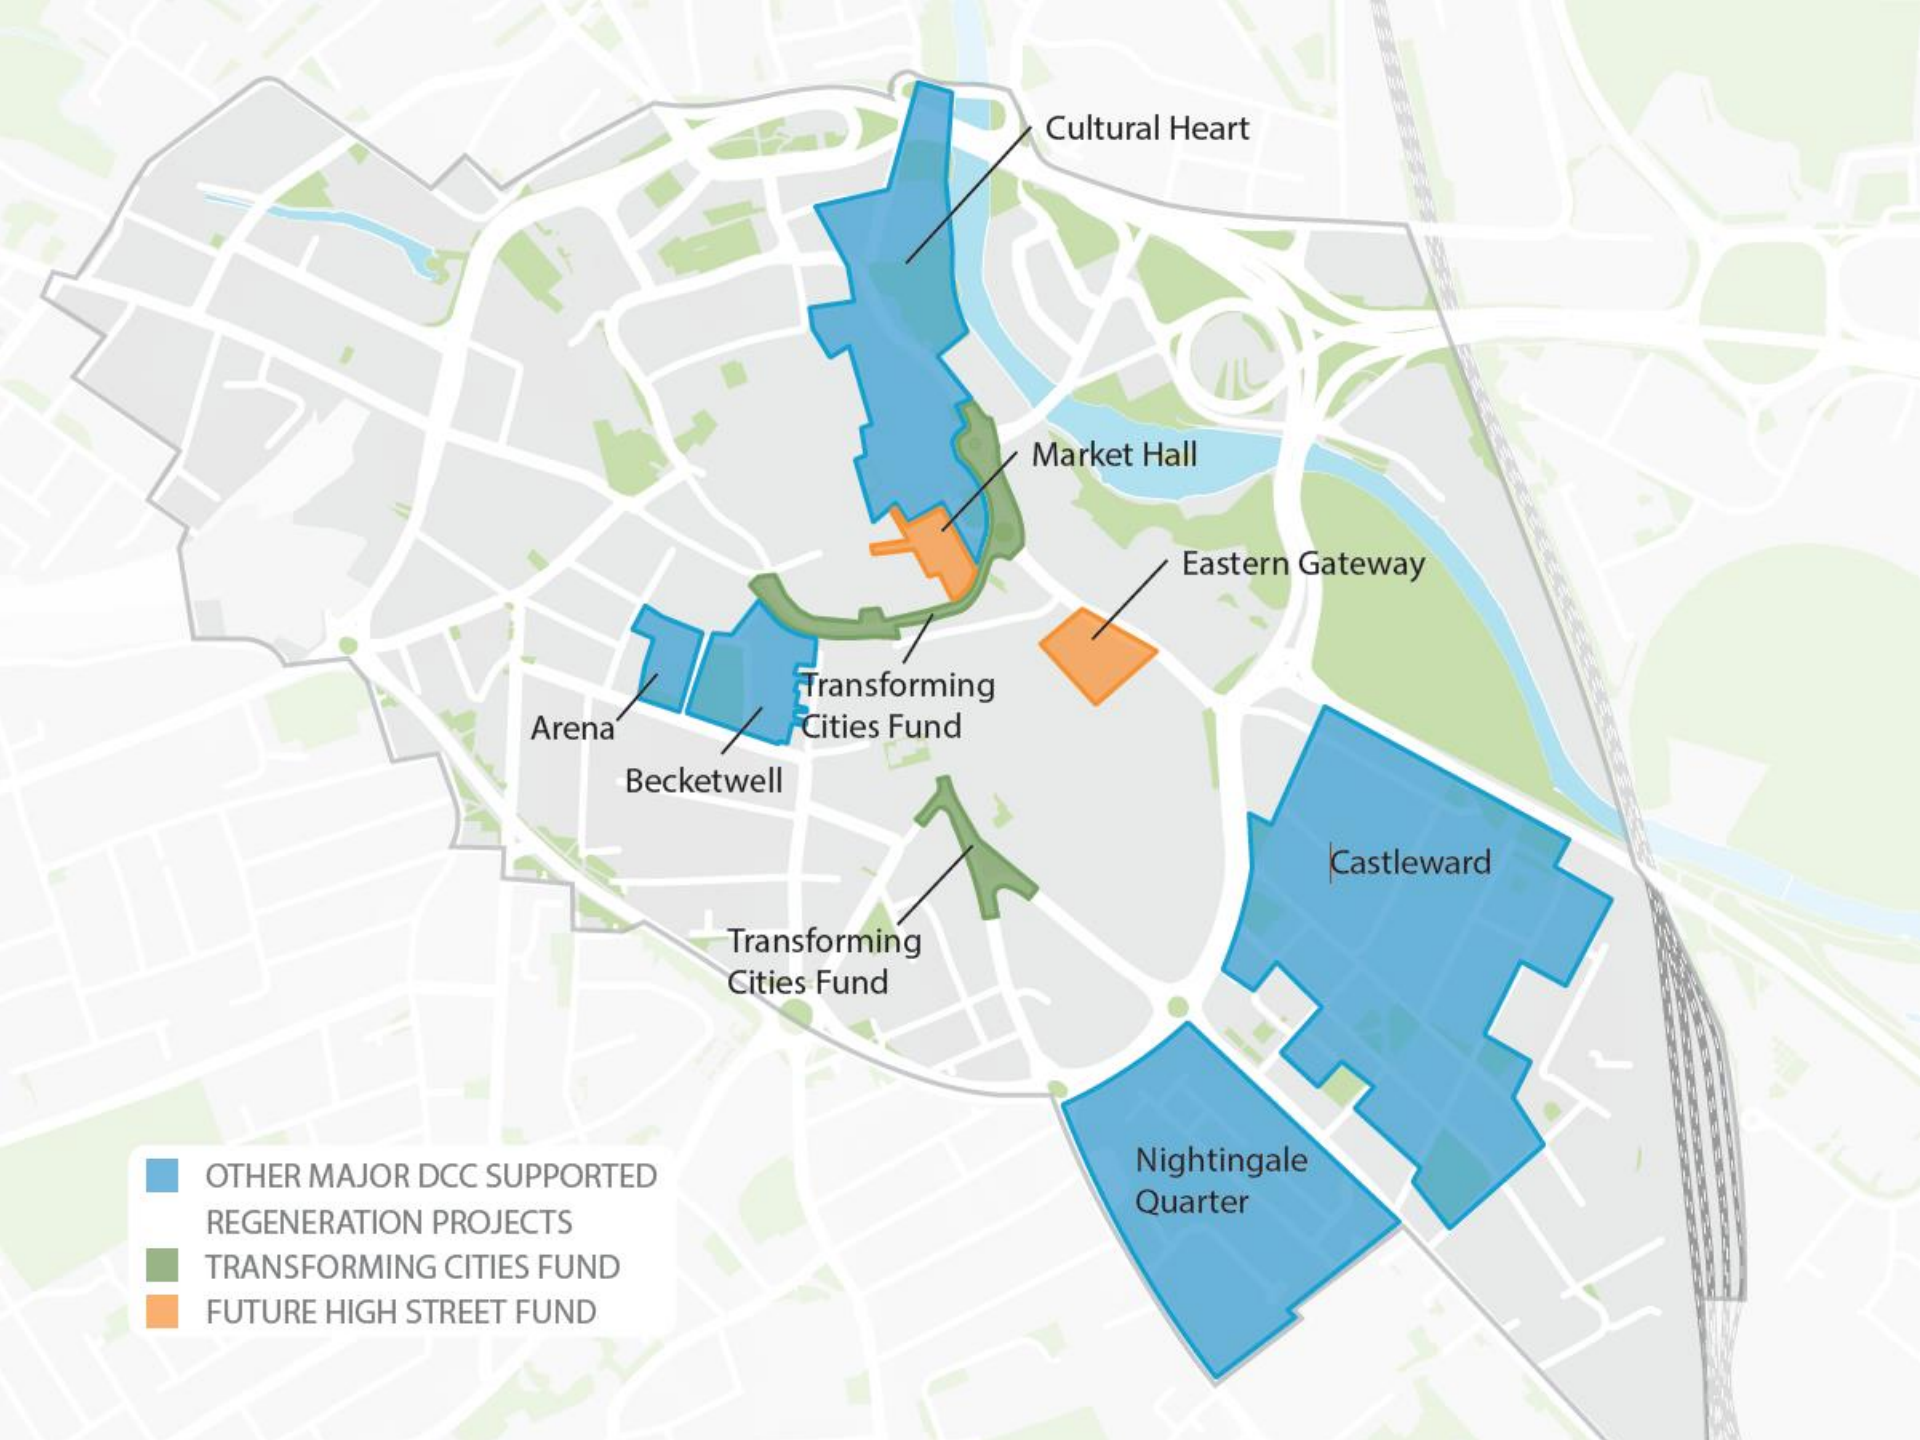 Cultural Heart
Market Hall
Eastern Gateway
Transforming
Cities Fund
Arena
Becketwell
Castleward
Transforming
Cities Fund
Nightingale
Quarter
OTHER MAJOR DCC SUPPORTED
REGENERATION PROJECTS
TRANSFORMING CITIES FUND
FUTURE HIGH STREET FUND